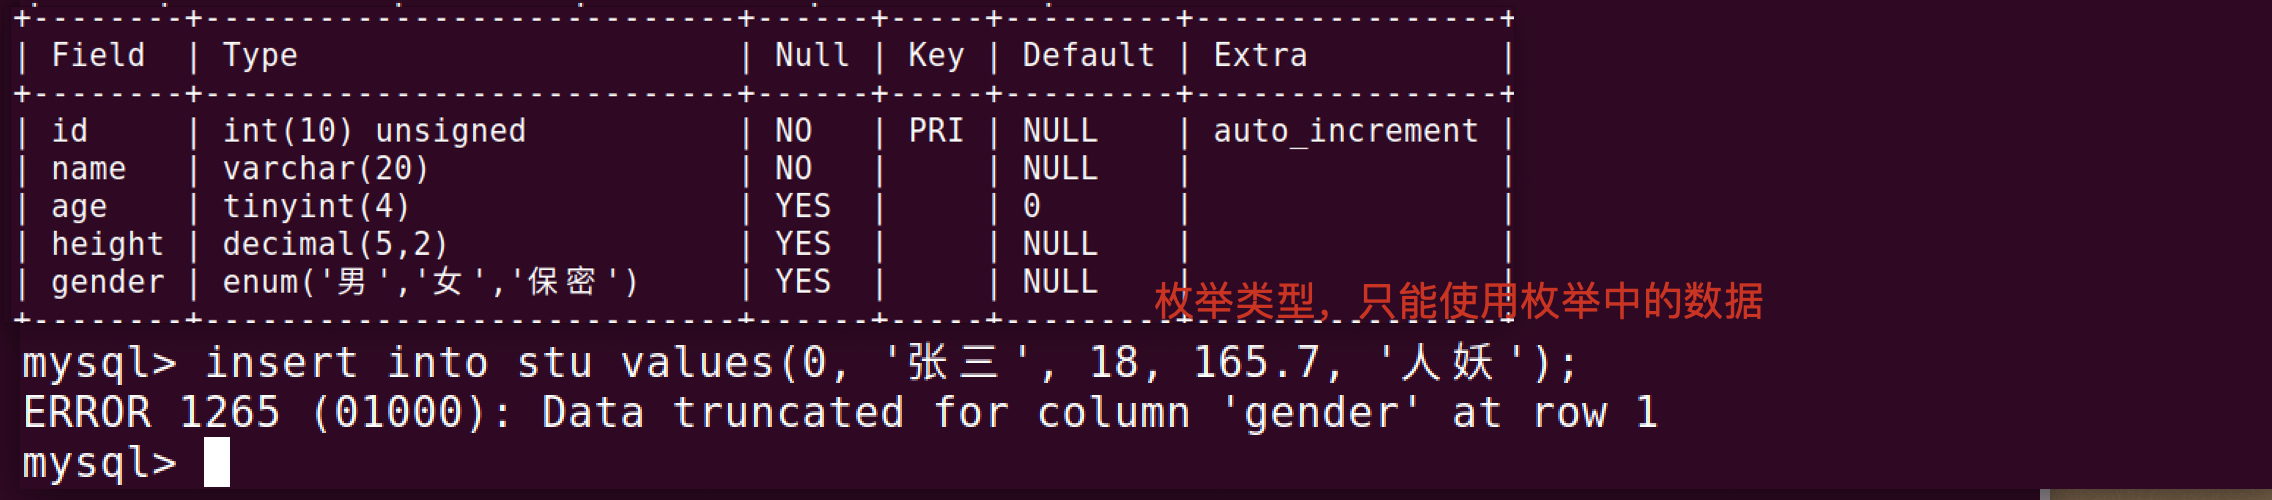 +--------+----------------------------+------+-----+---------+----------------+
| Field  | Type                       | Null | Key | Default | Extra          |
+--------+----------------------------+------+-----+---------+----------------+
| id     | int(10) unsigned           | NO   | PRI | NULL    | auto_increment |
| name   | varchar(20)                | NO   |     | NULL    |                |
| age    | tinyint(4)                 | YES  |     | 0       |                |
| height | decimal(5,2)               | YES  |     | NULL    |                |
| gender | enum('男','女','保密')     | YES  |     | NULL    |                |
枚举类型，只能使用枚举中的数据
+--------+----------------------------+------+-----+---------+----------------+
mysql> insert into stu values(0, '张三', 18, 165.7, '人妖');
ERROR 1265 (01000): Data truncated for column 'gender' at row 1
mysql>